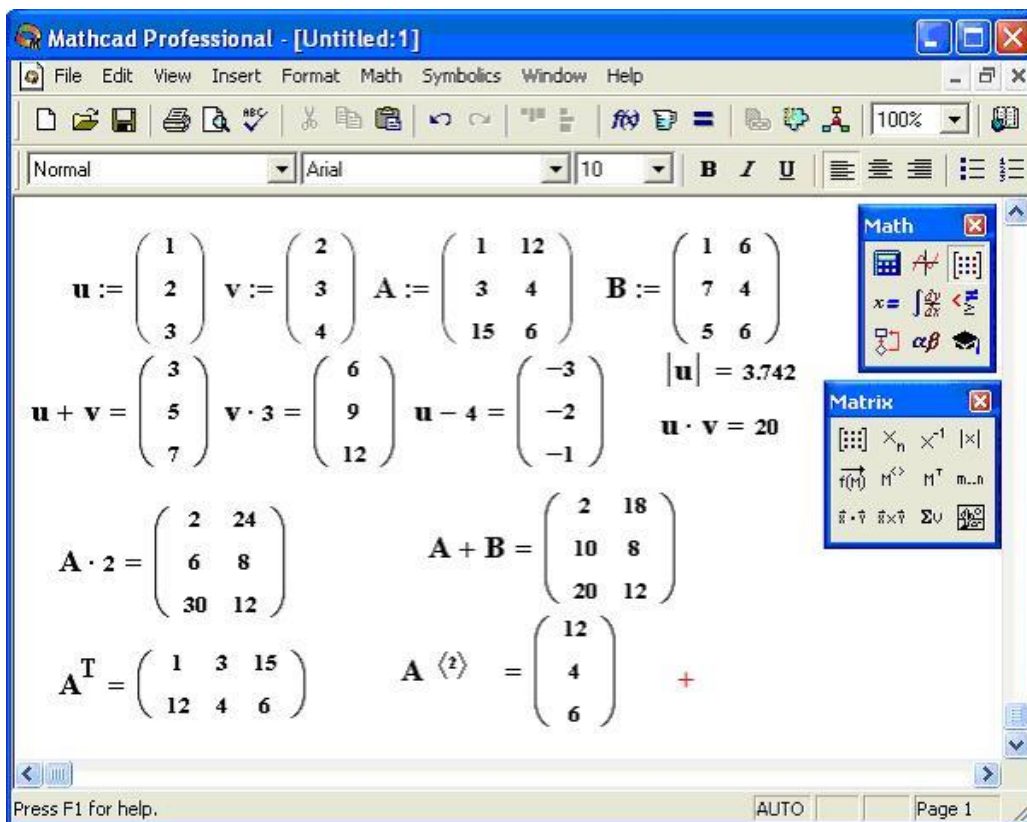 Mathcad Professional - [Untitled:1]
File Edit View Insert Format Math Symbolics Window Help
100%
Normal Arial 10 B I U
Math
u := ( 1 2 3 ) v := ( 2 3 4 ) A := ( 1 12 3 4 15 6 ) B := ( 1 6 7 4 5 6 )
u + v = ( 3 5 7 ) v · 3 = ( 6 9 12 ) u − 4 = ( −3 −2 −1 ) |u| = 3.742
u · v = 20
Matrix
A · 2 = ( 2 24 6 8 30 12 ) A + B = ( 2 18 10 8 20 12 )
A^T = ( 1 3 15 12 4 6 ) A ⟨2⟩ = ( 12 4 6 ) +
Press F1 for help. AUTO Page 1